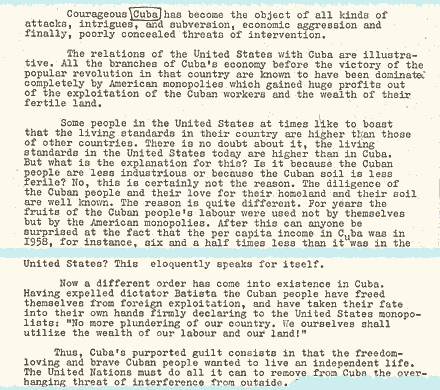 Courageous Cuba has become the object of all kinds of
attacks, intrigues, and subversion, economic aggression and
finally, poorly concealed threats of intervention.
The relations of the United States with Cuba are illustra-
tive. All the branches of Cuba's economy before the victory of the
popular revolution in that country are known to have been dominated
completely by American monopolies which gained huge profits out
of the exploitation of the Cuban workers and the wealth of their
fertile land.
Some people in the United States at times like to boast
that the living standards in their country are higher than those
of other countries. There is no doubt about it, the living
standards in the United States today are higher than in Cuba.
But what is the explanation for this? Is it because the Cuban
people are less industrious or because the Cuban soil is less
ferile? No, this is certainly not the reason. The diligence of
the Cuban people and their love for their homeland and their soil
are well known. The reason is quite different. For years the
fruits of the Cuban people's labour were used not by themselves
but by the American monopolies. After this can anyone be
surprised at the fact that the per capita income in Cuba was in
1958, for instance, six and a half times less than it was in the
United States? This eloquently speaks for itself.
Now a different order has come into existence in Cuba.
Having expelled dictator Batista the Cuban people have freed
themselves from foreign exploitation, and have taken their fate
into their own hands firmly declaring to the United States monopo-
lists: "No more plundering of our country. We ourselves shall
utilize the wealth of our labour and our land!"
Thus, Cuba's purported guilt consists in that the freedom-
loving and brave Cuban people wanted to live an independent life.
The United Nations must do all it can to remove from Cuba the over-
hanging threat of interference from outside.